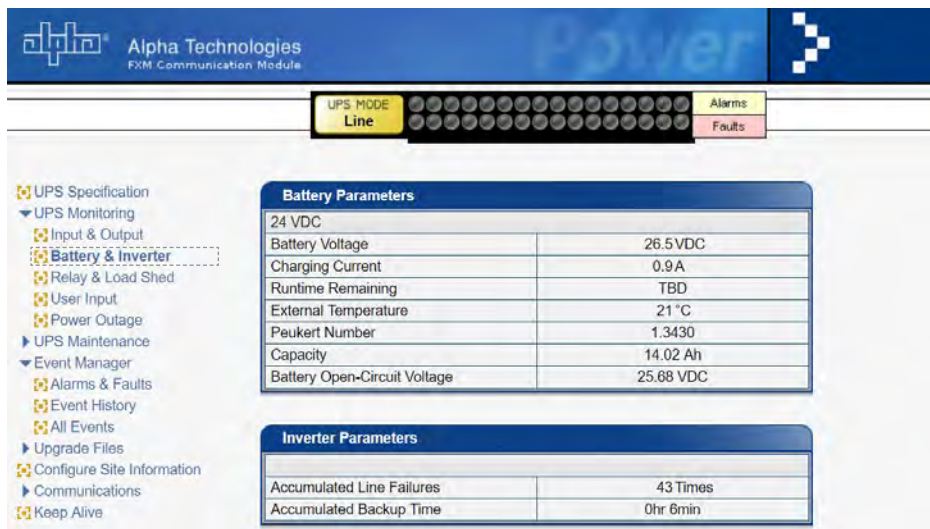 alpha®
Alpha Technologies
FXM Communication Module
Power
UPS MODE
Line
Alarms
Faults
UPS Specification
UPS Monitoring
Input & Output
Battery & Inverter
Relay & Load Shed
User Input
Power Outage
UPS Maintenance
Event Manager
Alarms & Faults
Event History
All Events
Upgrade Files
Configure Site Information
Communications
Keep Alive
Battery Parameters
24 VDC
Battery Voltage 26.5 VDC
Charging Current 0.9 A
Runtime Remaining TBD
External Temperature 21 °C
Peukert Number 1.3430
Capacity 14.02 Ah
Battery Open-Circuit Voltage 25.68 VDC
Inverter Parameters
Accumulated Line Failures 43 Times
Accumulated Backup Time 0hr 6min